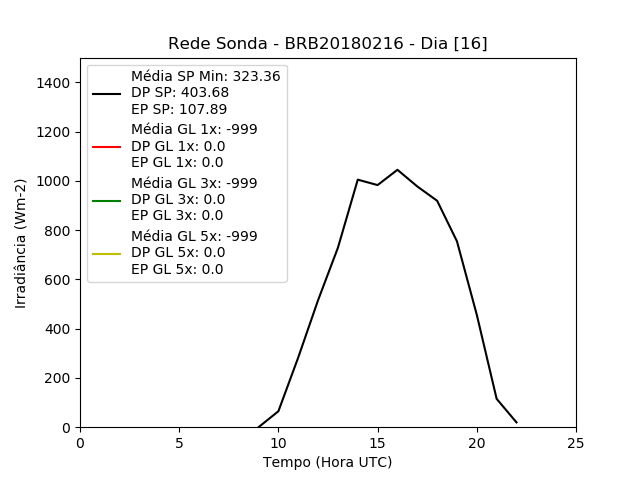 Rede Sonda - BRB20180216 - Dia [16]
Média SP Min: 323.36
DP SP: 403.68
EP SP: 107.89
Média GL 1x: -999
DP GL 1x: 0.0
EP GL 1x: 0.0
Média GL 3x: -999
DP GL 3x: 0.0
EP GL 3x: 0.0
Média GL 5x: -999
DP GL 5x: 0.0
EP GL 5x: 0.0
Irradiância (Wm-2)
1400
1200
1000
800
600
400
200
0
0 5 10 15 20 25
Tempo (Hora UTC)